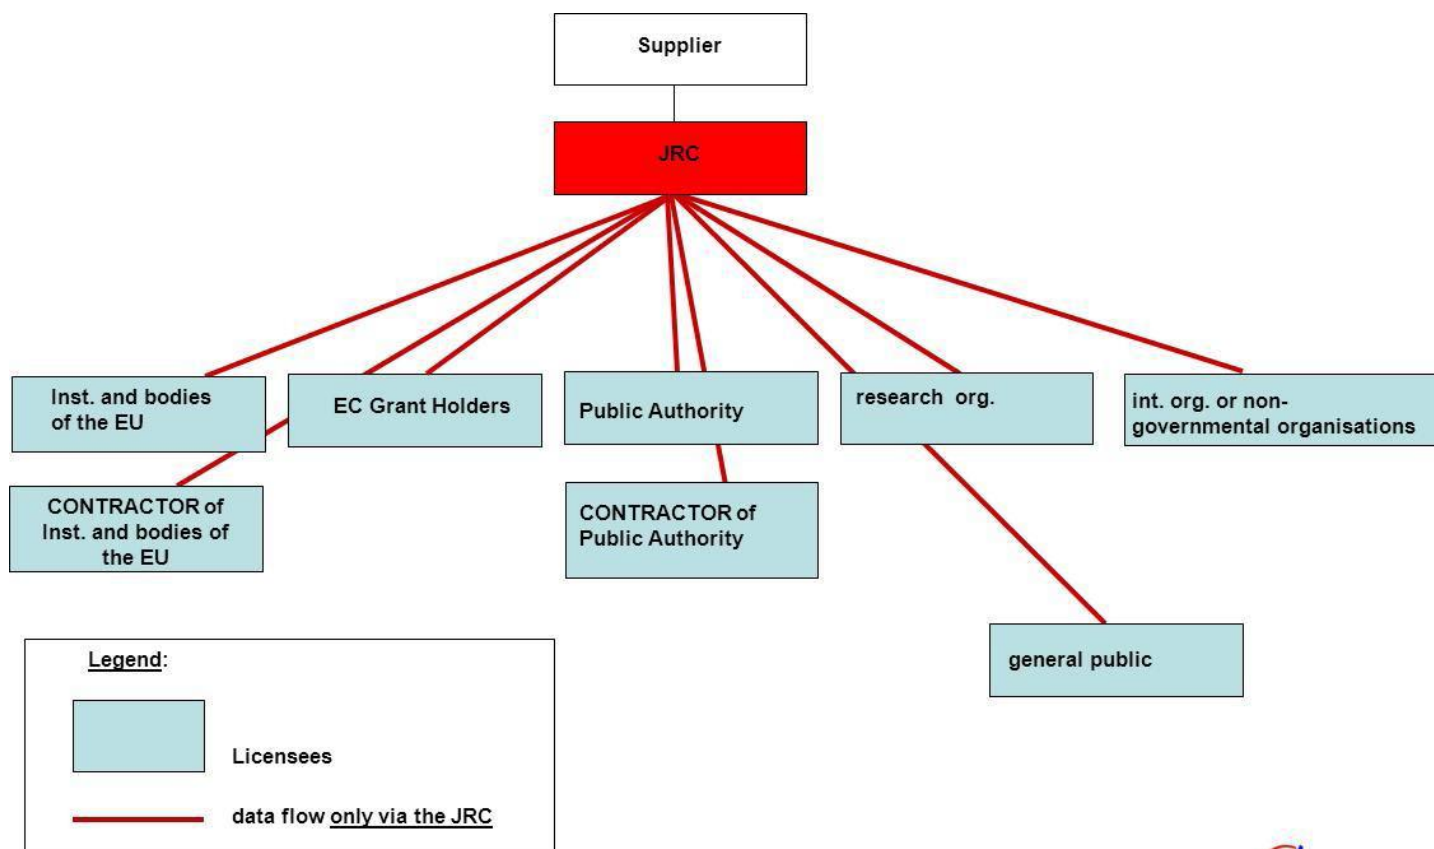 Supplier
JRC
Inst. and bodies
of the EU
EC Grant Holders
Public Authority
research org.
int. org. or non-
governmental organisations
CONTRACTOR of
Inst. and bodies of
the EU
CONTRACTOR of
Public Authority
general public
Legend:
Licensees
data flow only via the JRC